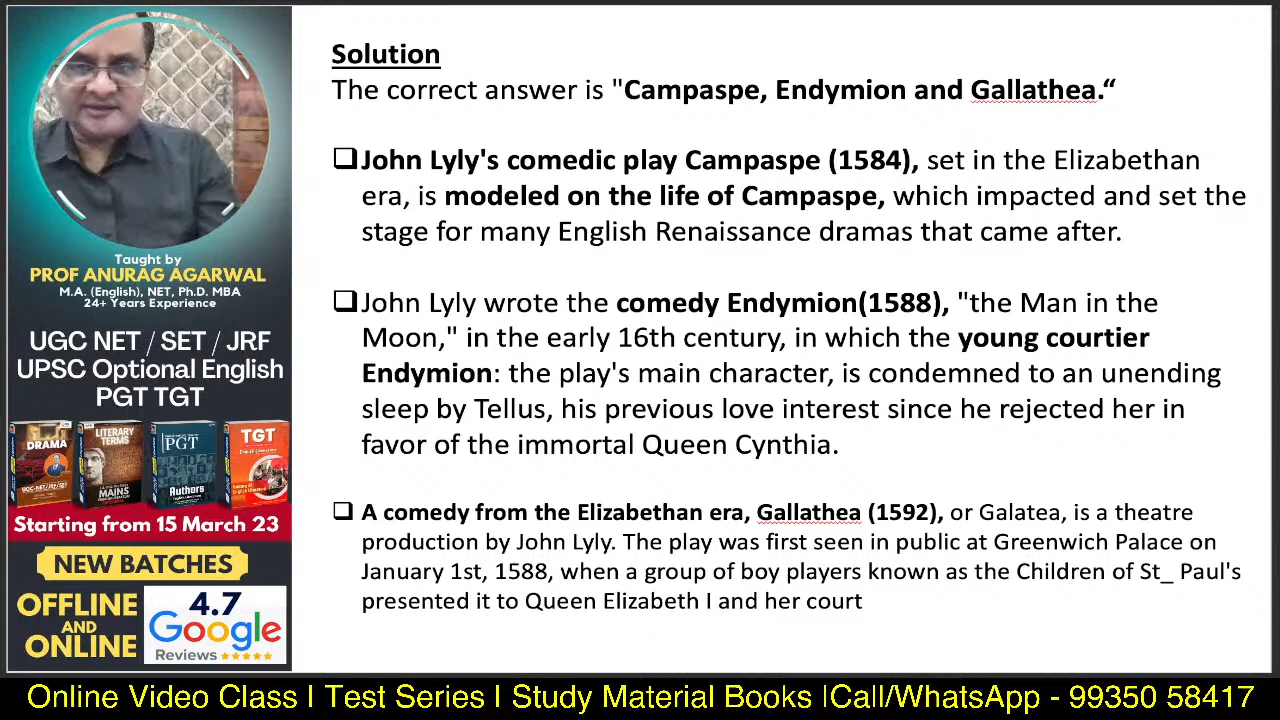 Solution
The correct answer is "Campaspe, Endymion and Gallathea.“
❑John Lyly's comedic play Campaspe (1584), set in the Elizabethan
era, is modeled on the life of Campaspe, which impacted and set the
stage for many English Renaissance dramas that came after.
❑John Lyly wrote the comedy Endymion(1588), "the Man in the
Moon," in the early 16th century, in which the young courtier
Endymion: the play's main character, is condemned to an unending
sleep by Tellus, his previous love interest since he rejected her in
favor of the immortal Queen Cynthia.
❑ A comedy from the Elizabethan era, Gallathea (1592), or Galatea, is a theatre
production by John Lyly. The play was first seen in public at Greenwich Palace on
January 1st, 1588, when a group of boy players known as the Children of St_ Paul's
presented it to Queen Elizabeth I and her court
Taught by
PROF ANURAG AGARWAL
M.A. (English), NET, Ph.D. MBA
24+ Years Experience
UGC NET / SET / JRF
UPSC Optional English
PGT TGT
DRAMA
LITERARY
TERMS
MAINS
PGT
Authors
TGT
Starting from 15 March 23
NEW BATCHES
OFFLINE
AND
ONLINE
4.7
Google
Reviews ★★★★★
Online Video Class I Test Series I Study Material Books |Call/WhatsApp - 99350 58417